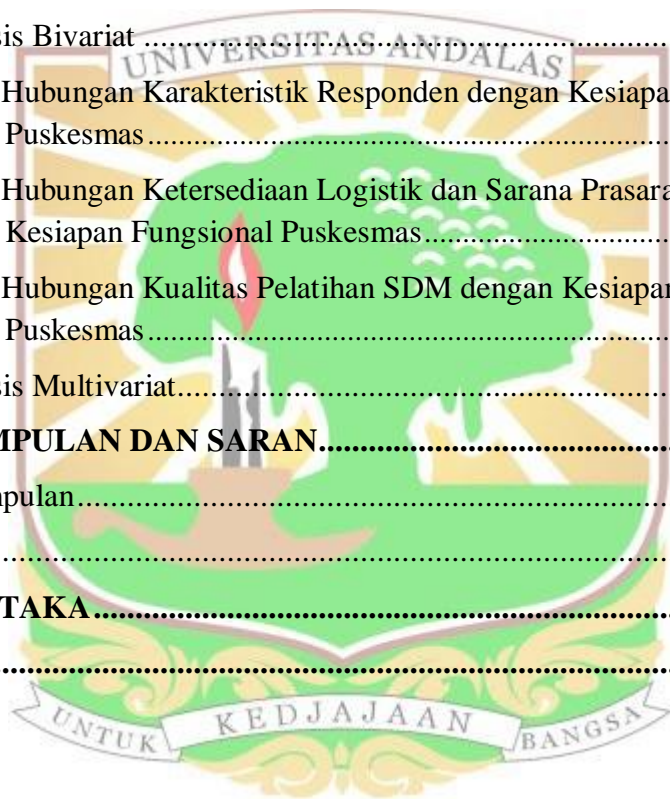 sis Bivariat ....................................................
UNIVERSITAS ANDALAS
Hubungan Karakteristik Responden dengan Kesiapa
Puskesmas....................................................
Hubungan Ketersediaan Logistik dan Sarana Prasara
Kesiapan Fungsional Puskesmas..............................
Hubungan Kualitas Pelatihan SDM dengan Kesiapan
Puskesmas....................................................
sis Multivariat..................................................
MPULAN DAN SARAN........................................
mpulan..........................................................
....................................................................
TAKA............................................................
....................................................................
UNTUK KEDJAJAAN BANGSA